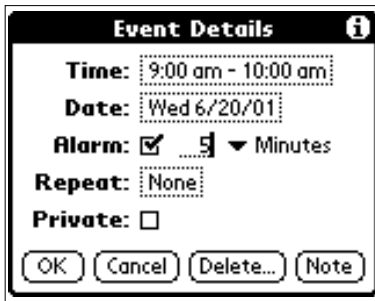 Event Details
Time: 9:00 am - 10:00 am
Date: Wed 6/20/01
Alarm: 5 Minutes
Repeat: None
Private:
OK Cancel Delete... Note